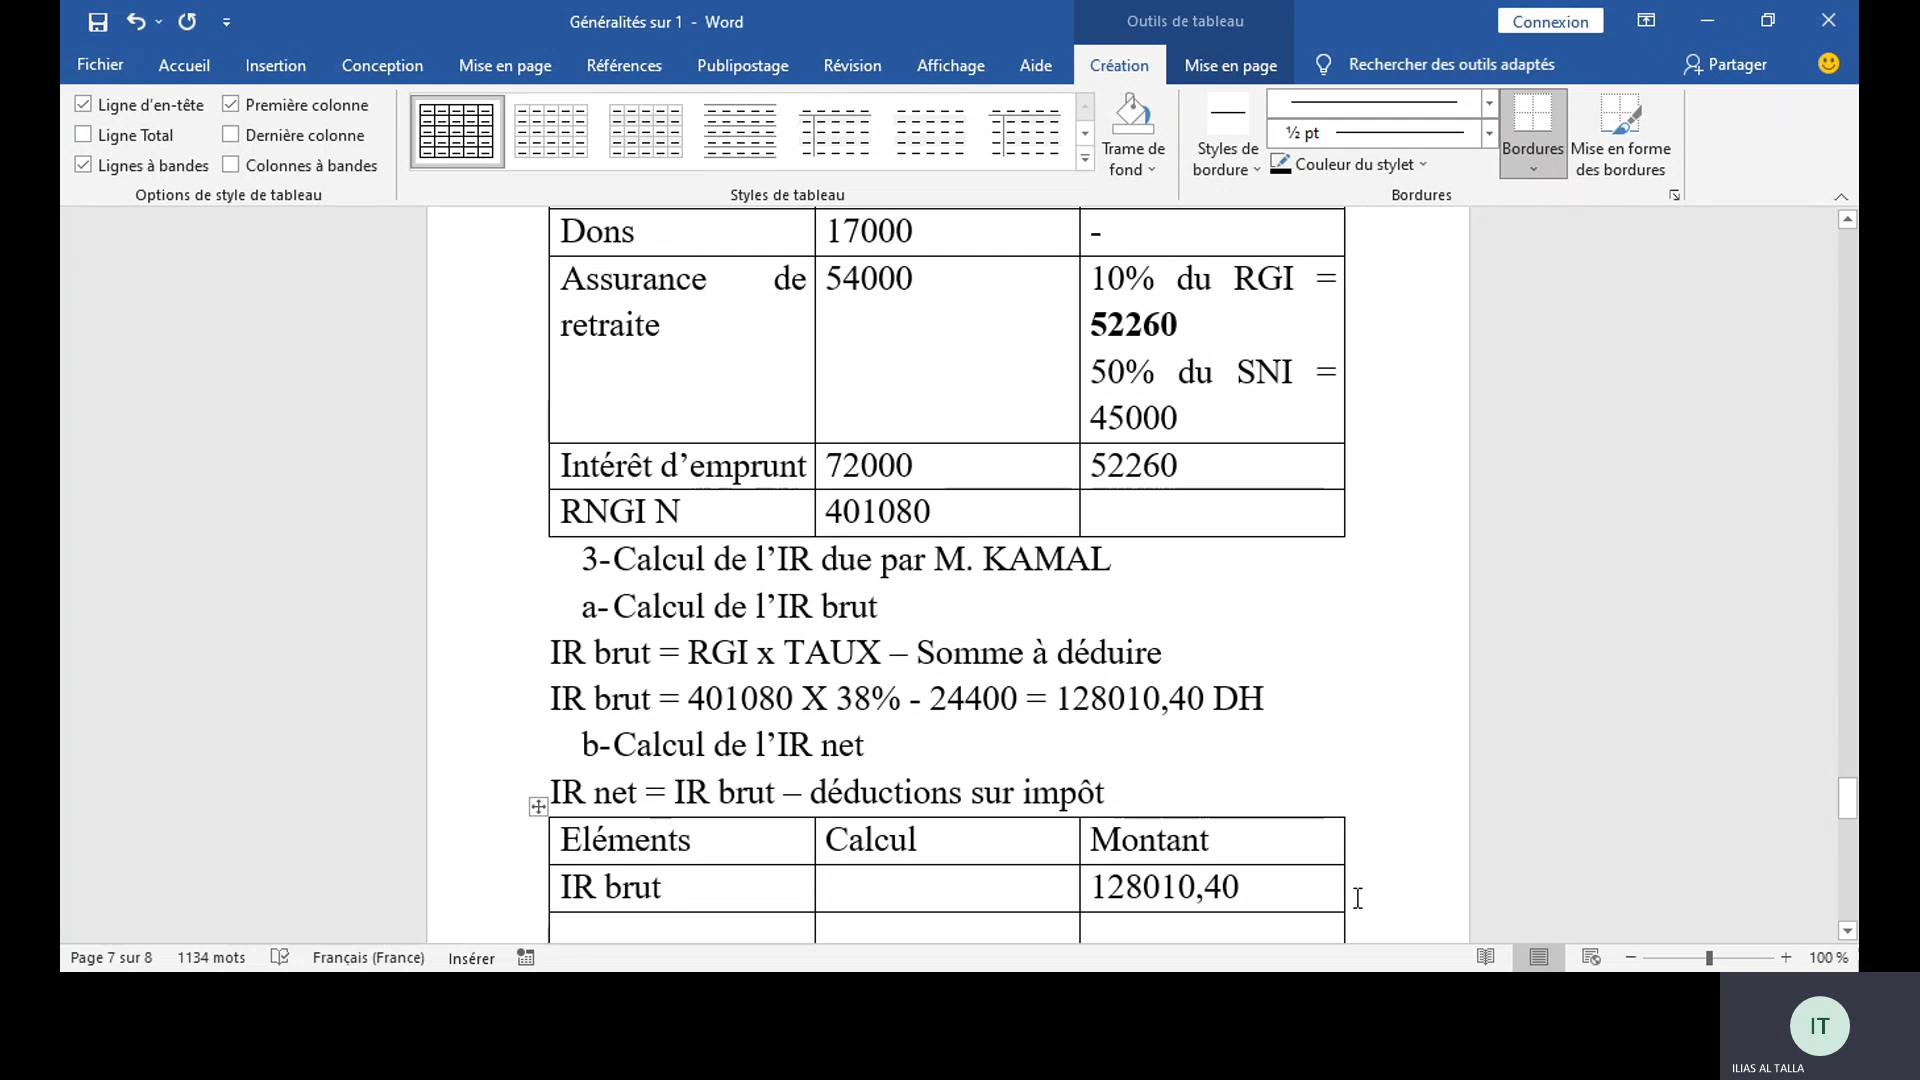 Généralités sur 1 - Word
Outils de tableau
Connexion
Fichier
Accueil
Insertion
Conception
Mise en page
Références
Publipostage
Révision
Affichage
Aide
Création
Mise en page
Rechercher des outils adaptés
Partager
Ligne d'en-tête
Première colonne
Ligne Total
Dernière colonne
Lignes à bandes
Colonnes à bandes
Options de style de tableau
Styles de tableau
Trame de
fond
Styles de
bordure
½ pt
Couleur du stylet
Bordures
Mise en forme
des bordures
Bordures
Dons 17000 -
Assurance de 54000 10% du RGI =
retraite 52260
50% du SNI =
45000
Intérêt d'emprunt 72000 52260
RNGI N 401080
3-Calcul de l'IR due par M. KAMAL
a-Calcul de l'IR brut
IR brut = RGI x TAUX – Somme à déduire
IR brut = 401080 X 38% - 24400 = 128010,40 DH
b-Calcul de l'IR net
IR net = IR brut – déductions sur impôt
Eléments Calcul Montant
IR brut 128010,40
Page 7 sur 8
1134 mots
Français (France)
Insérer
100 %
IT
ILIAS AL TALLA